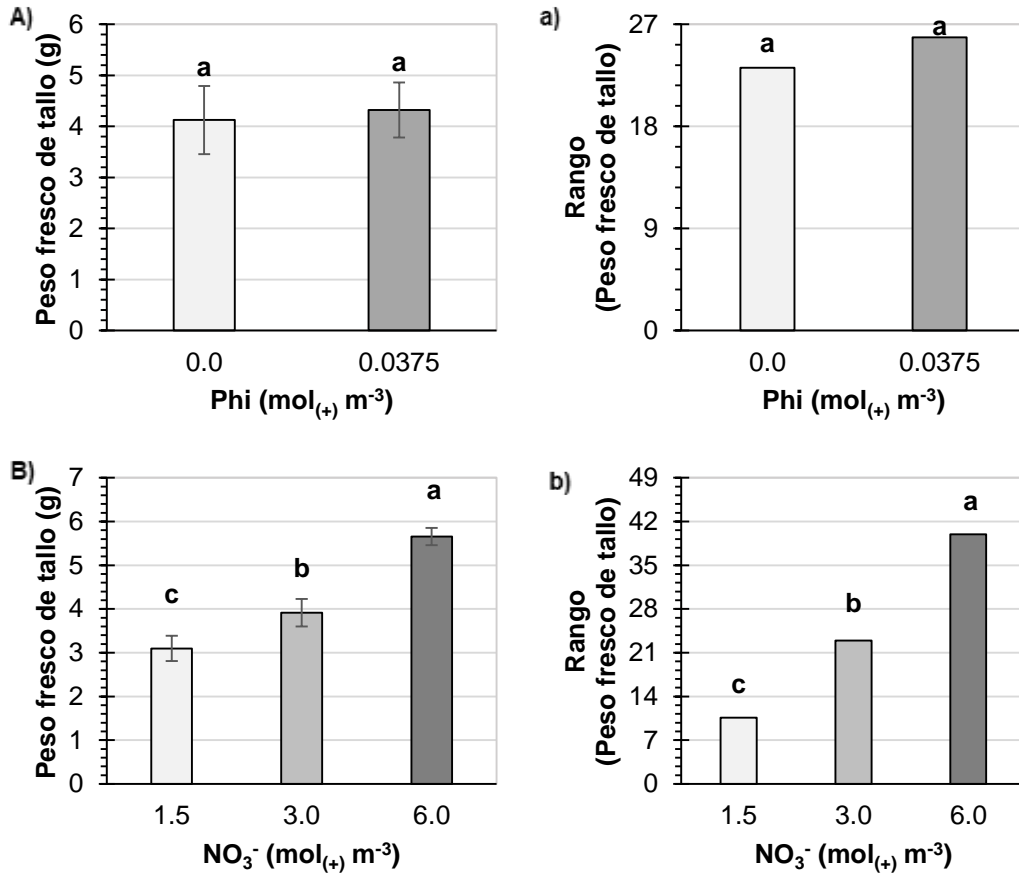 A)
Peso fresco de tallo (g)
6
5
4
3
2
1
0
a
a
0.0
0.0375
Phi (mol(+) m-3)
a)
Rango
(Peso fresco de tallo)
27
18
9
0
a
a
0.0
0.0375
Phi (mol(+) m-3)
B)
Peso fresco de tallo (g)
7
6
5
4
3
2
1
0
c
b
a
1.5
3.0
6.0
NO3- (mol(+) m-3)
b)
Rango
(Peso fresco de tallo)
49
42
35
28
21
14
7
0
c
b
a
1.5
3.0
6.0
NO3- (mol(+) m-3)